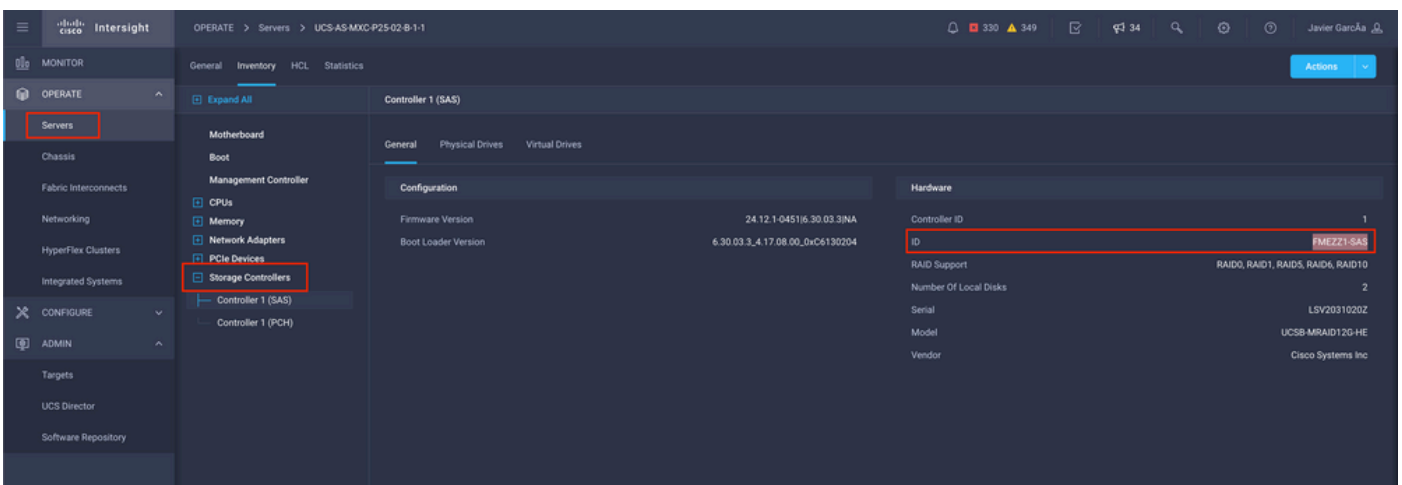 cisco Intersight
OPERATE > Servers > UCS-AS-MXC-P25-02-B-1-1
330 349
34
Javier GarcÃ­a
MONITOR
OPERATE
Servers
Chassis
Fabric Interconnects
Networking
HyperFlex Clusters
Integrated Systems
CONFIGURE
ADMIN
Targets
UCS Director
Software Repository
General Inventory HCL Statistics
Actions
Expand All
Motherboard
Boot
Management Controller
CPUs
Memory
Network Adapters
PCIe Devices
Storage Controllers
Controller 1 (SAS)
Controller 1 (PCH)
Controller 1 (SAS)
General Physical Drives Virtual Drives
Configuration
Firmware Version 24.12.1-0451|6.30.03.3|NA
Boot Loader Version 6.30.03.3_4.17.08.00_0xC6130204
Hardware
Controller ID 1
ID FMEZZ1-SAS
RAID Support RAID0, RAID1, RAID5, RAID6, RAID10
Number Of Local Disks 2
Serial LSV2031020Z
Model UCSB-MRAID12G-HE
Vendor Cisco Systems Inc